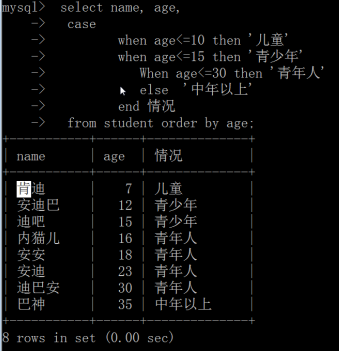 mysql> select name, age,
-> case
-> when age<=10 then '儿童'
-> when age<=15 then '青少年'
-> When age<=30 then '青年人'
-> else '中年以上'
-> end 情况
-> from student order by age;
+----------+------+--------------+
| name | age | 情况 |
+----------+------+--------------+
| 肯迪 | 7 | 儿童 |
| 安迪巴 | 12 | 青少年 |
| 迪吧 | 15 | 青少年 |
| 内猫儿 | 16 | 青年人 |
| 安安 | 18 | 青年人 |
| 安迪 | 23 | 青年人 |
| 迪巴安 | 30 | 青年人 |
| 巴神 | 35 | 中年以上 |
+----------+------+--------------+
8 rows in set (0.00 sec)